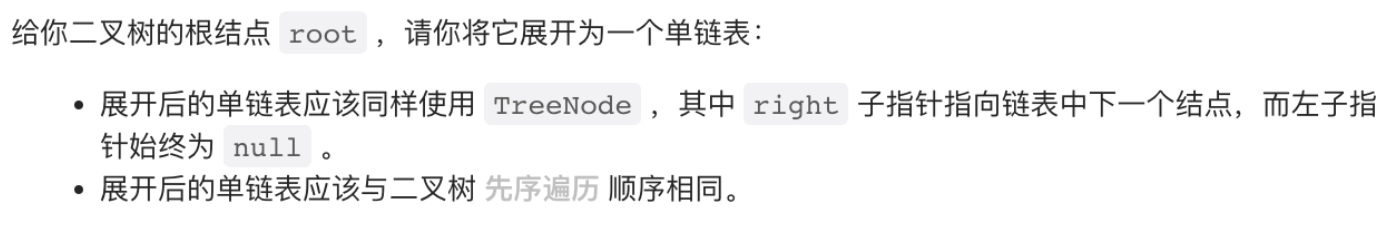 给你二叉树的根结点 root ，请你将它展开为一个单链表：
• 展开后的单链表应该同样使用 TreeNode ，其中 right 子指针指向链表中下一个结点，而左子指
针始终为 null 。
• 展开后的单链表应该与二叉树 先序遍历 顺序相同。